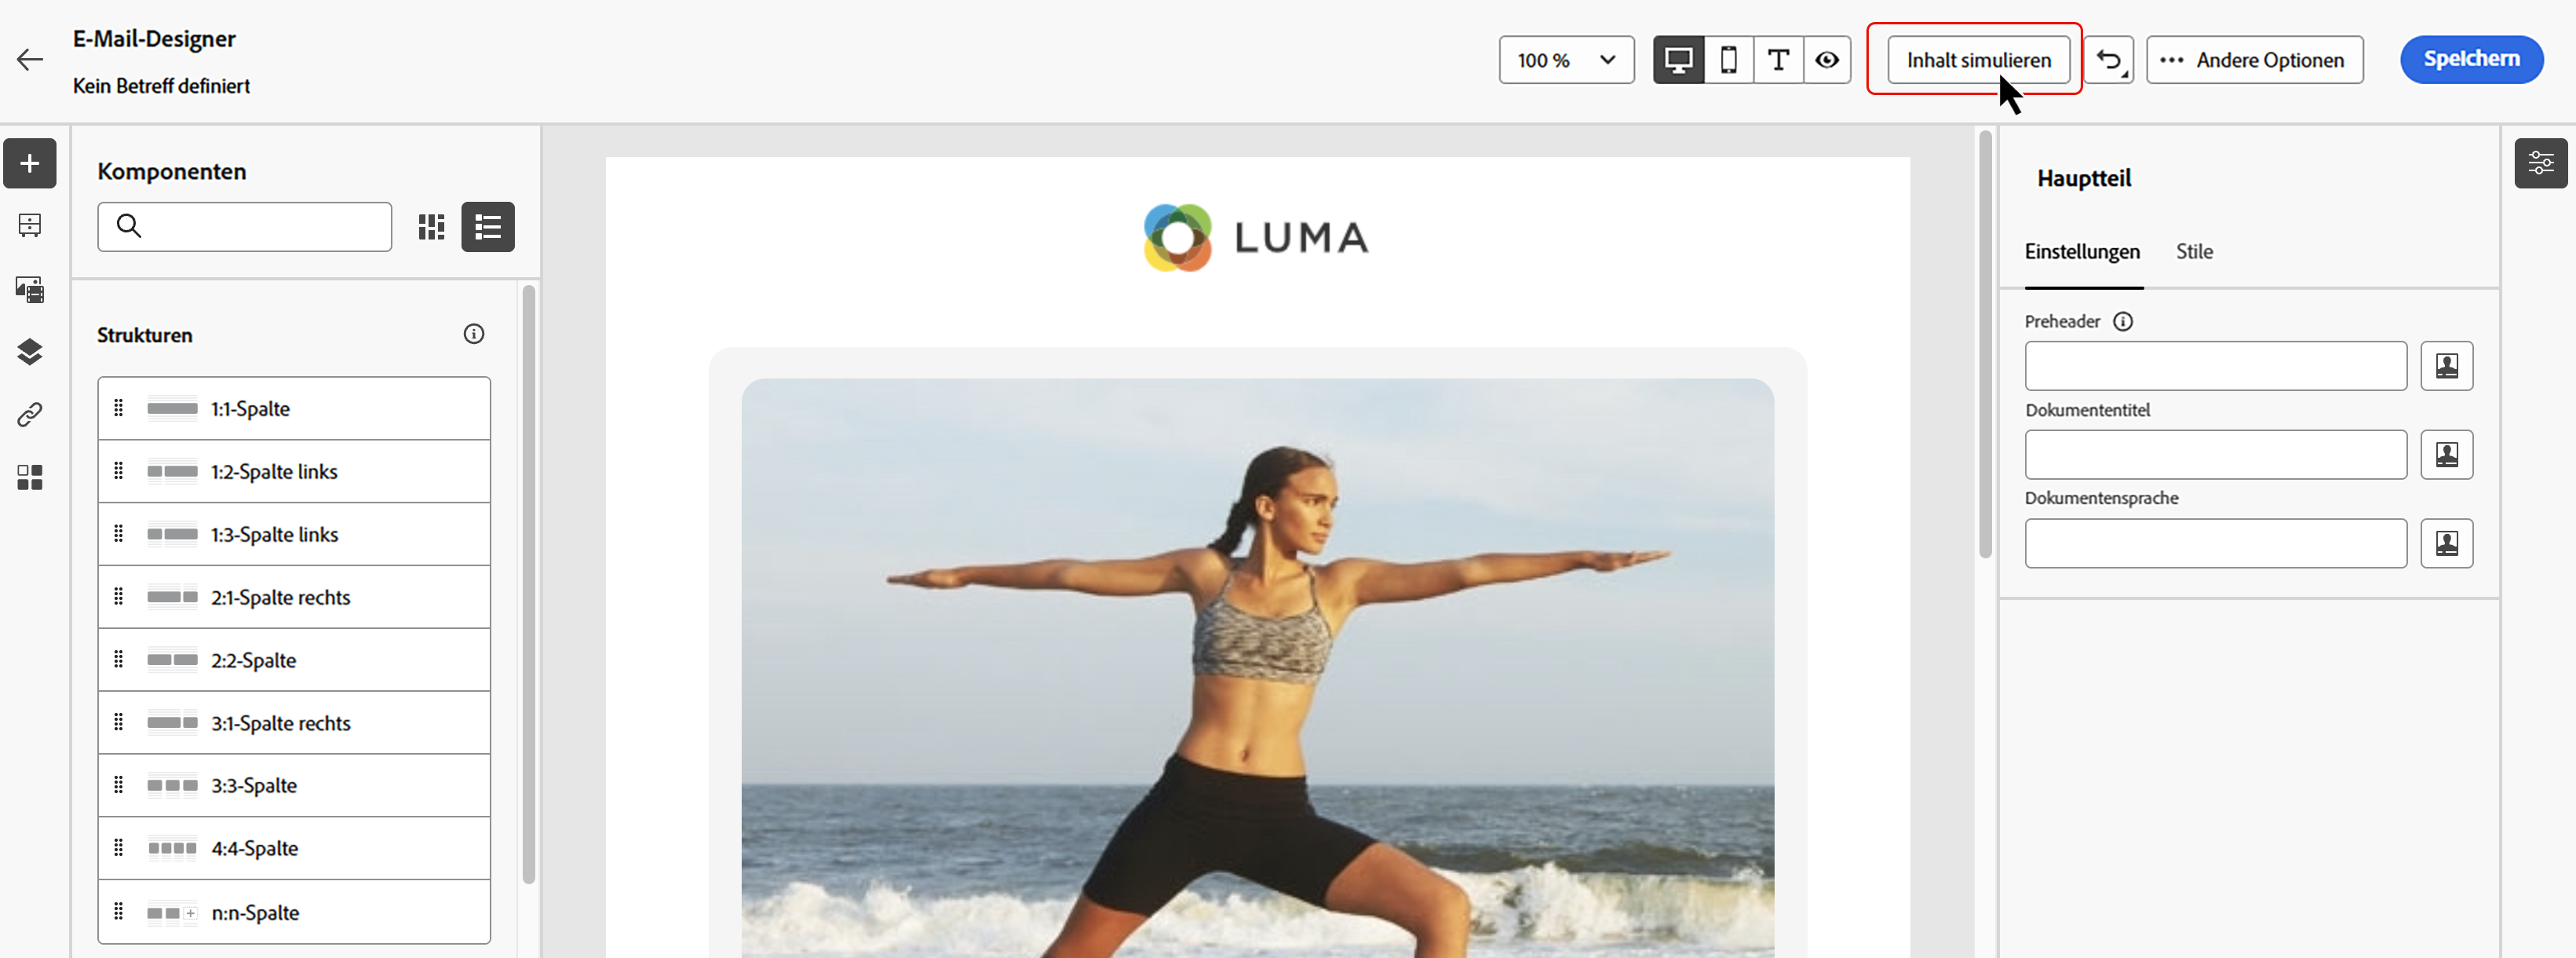 E-Mail-Designer
Kein Betreff definiert
100 %
Inhalt simulieren
Andere Optionen
Speichern
Komponenten
Strukturen
1:1-Spalte
1:2-Spalte links
1:3-Spalte links
2:1-Spalte rechts
2:2-Spalte
3:1-Spalte rechts
3:3-Spalte
4:4-Spalte
n:n-Spalte
LUMA
Hauptteil
Einstellungen Stile
Preheader
Dokumententitel
Dokumentensprache